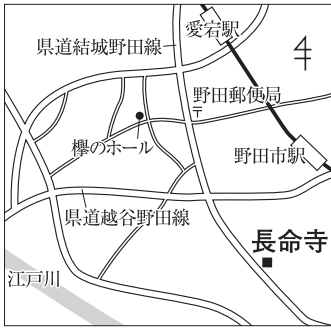 愛宕駅
県道結城野田線
野田郵便局
〒
欅のホール
野田市駅
県道越谷野田線
長命寺
江戸川